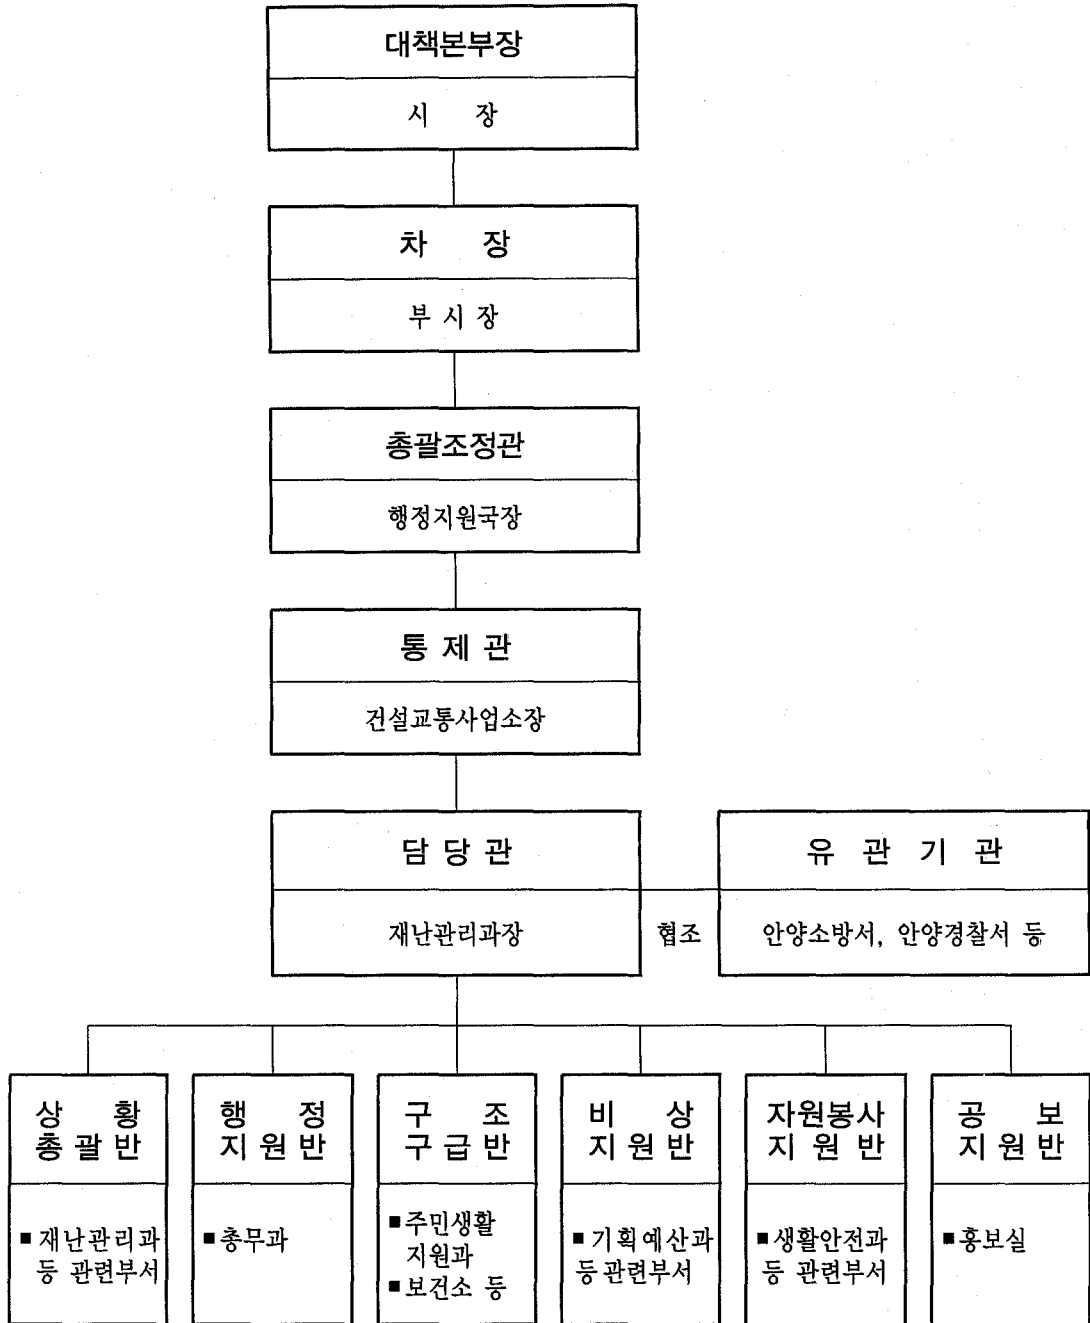 대책본부장
시 장
차 장
부 시 장
총괄조정관
행정지원국장
통 제 관
건설교통사업소장
담 당 관
재난관리과장
협조
유 관 기 관
안양소방서, 안양경찰서 등
상 황
총 괄 반
■ 재난관리과
등 관련부서
행 정
지 원 반
■ 총무과
구 조
구 급 반
■ 주민생활
지원과
■ 보건소 등
비 상
지 원 반
■ 기획예산과
등 관련부서
자원봉사
지 원 반
■ 생활안전과
등 관련부서
공 보
지 원 반
■ 홍보실